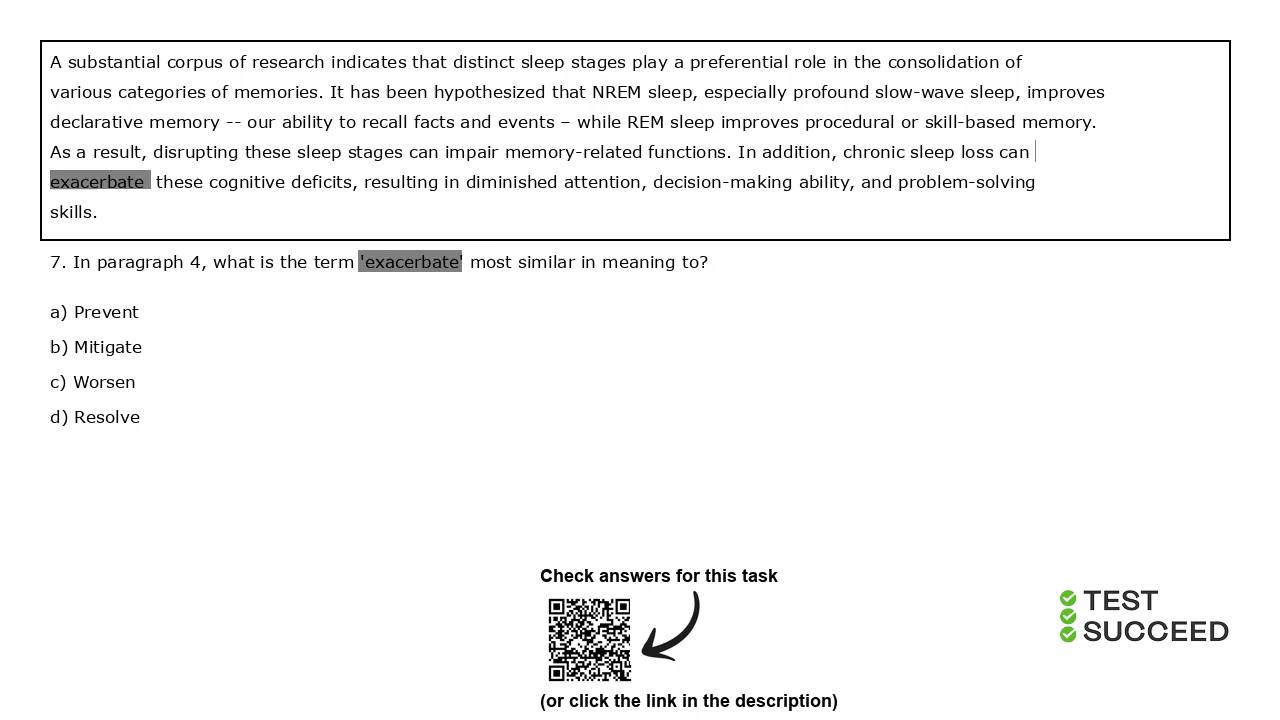 A substantial corpus of research indicates that distinct sleep stages play a preferential role in the consolidation of
various categories of memories. It has been hypothesized that NREM sleep, especially profound slow-wave sleep, improves
declarative memory -- our ability to recall facts and events – while REM sleep improves procedural or skill-based memory.
As a result, disrupting these sleep stages can impair memory-related functions. In addition, chronic sleep loss can
exacerbate these cognitive deficits, resulting in diminished attention, decision-making ability, and problem-solving
skills.
7. In paragraph 4, what is the term 'exacerbate' most similar in meaning to?
a) Prevent
b) Mitigate
c) Worsen
d) Resolve
Check answers for this task
(or click the link in the description)
TEST
SUCCEED